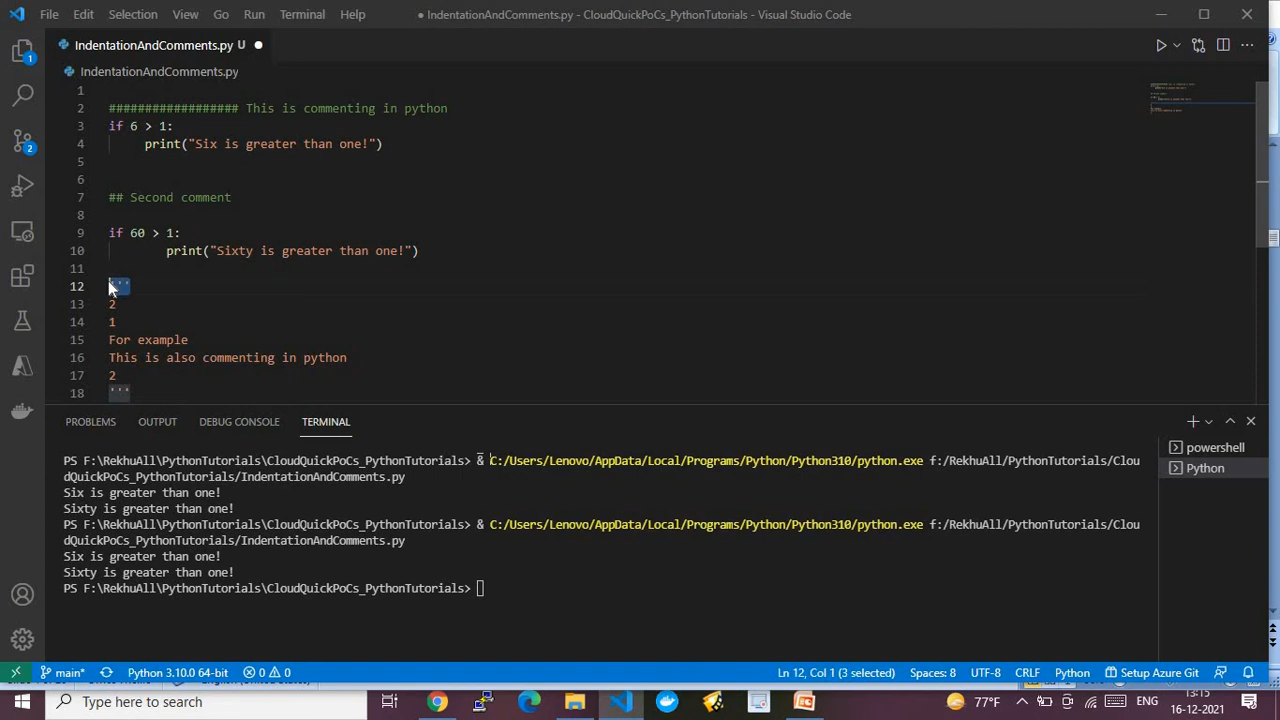 File Edit Selection View Go Run Terminal Help ● IndentationAndComments.py - CloudQuickPoCs_PythonTutorials - Visual Studio Code
IndentationAndComments.py U ●
IndentationAndComments.py
1
2 ################## This is commenting in python
3 if 6 > 1:
4 print("Six is greater than one!")
5
6
7 ## Second comment
8
9 if 60 > 1:
10 print("Sixty is greater than one!")
11
12 '''
13 2
14 1
15 For example
16 This is also commenting in python
17 2
18 '''
PROBLEMS OUTPUT DEBUG CONSOLE TERMINAL
PS F:\RekhuAll\PythonTutorials\CloudQuickPoCs_PythonTutorials> & C:/Users/Lenovo/AppData/Local/Programs/Python/Python310/python.exe f:/RekhuAll/PythonTutorials/Clou
dQuickPoCs_PythonTutorials/IndentationAndComments.py
Six is greater than one!
Sixty is greater than one!
PS F:\RekhuAll\PythonTutorials\CloudQuickPoCs_PythonTutorials> & C:/Users/Lenovo/AppData/Local/Programs/Python/Python310/python.exe f:/RekhuAll/PythonTutorials/Clou
dQuickPoCs_PythonTutorials/IndentationAndComments.py
Six is greater than one!
Sixty is greater than one!
PS F:\RekhuAll\PythonTutorials\CloudQuickPoCs_PythonTutorials>
powershell
Python
main* Python 3.10.0 64-bit 0 0 Ln 12, Col 1 (3 selected) Spaces: 8 UTF-8 CRLF Python Setup Azure Git
Type here to search 77°F ENG 13:15
16-12-2021
1
2